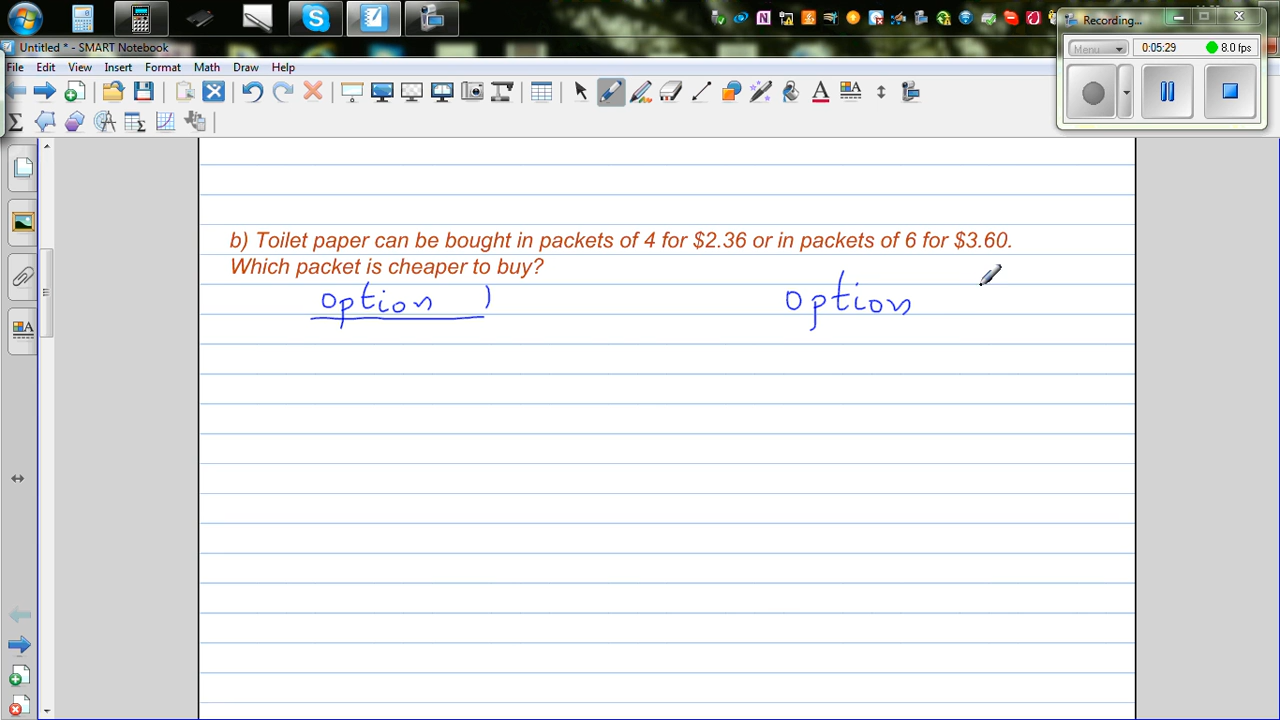 Recording...
Untitled * - SMART Notebook
Menu
0:05:29
8.0 fps
File Edit View Insert Format Math Draw Help
b) Toilet paper can be bought in packets of 4 for $2.36 or in packets of 6 for $3.60.
Which packet is cheaper to buy?
option 1
option